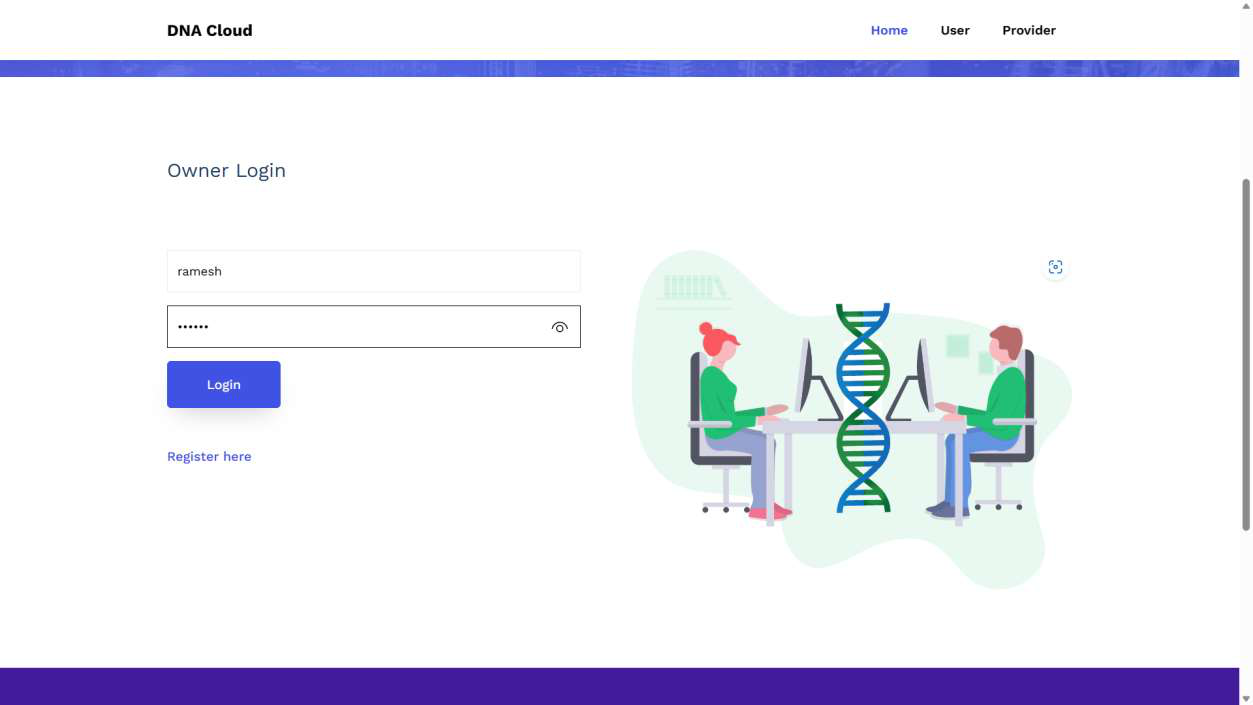 DNA Cloud
Home User Provider
Owner Login
ramesh
••••••
Login
Register here